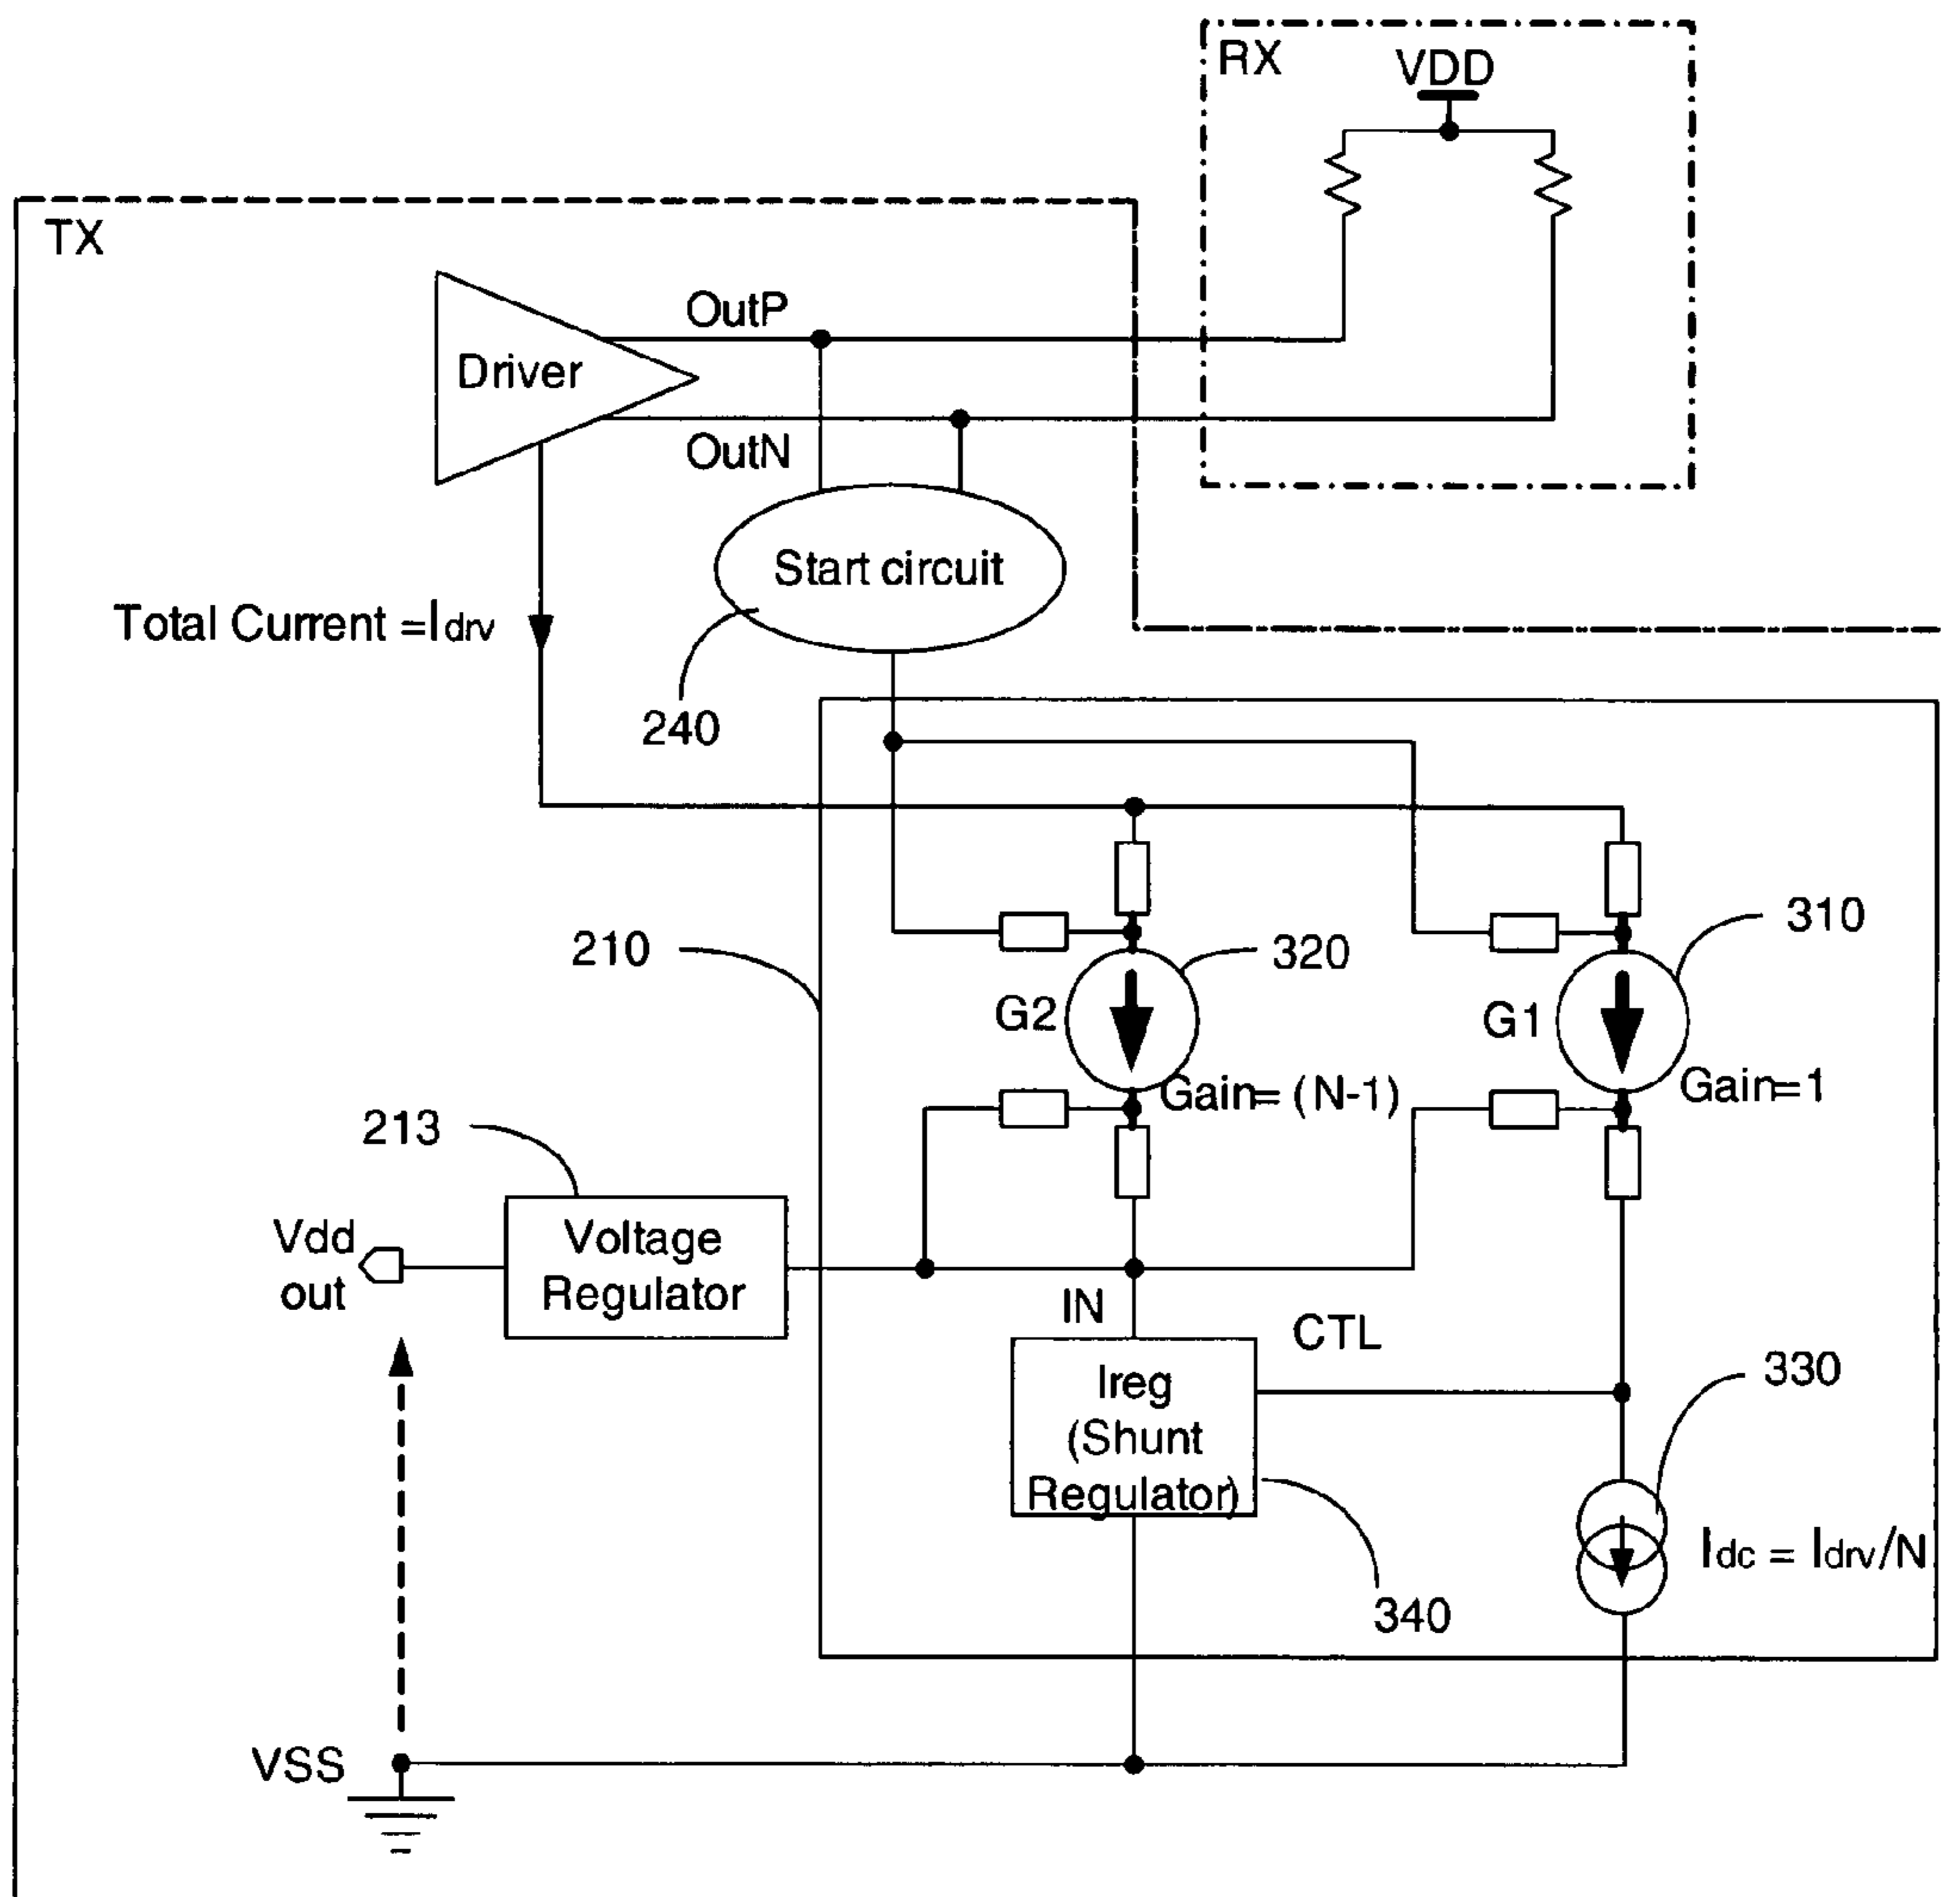 RX
VDD
TX
OutP
Driver
OutN
Start circuit
Total Current =Idrv
240
310
210
320
G2
G1
Gain= (N-1)
Gain=1
213
Vdd
out
Voltage
Regulator
IN
CTL
Ireg
(Shunt
Regulator)
330
Idc = Idrv/N
340
VSS